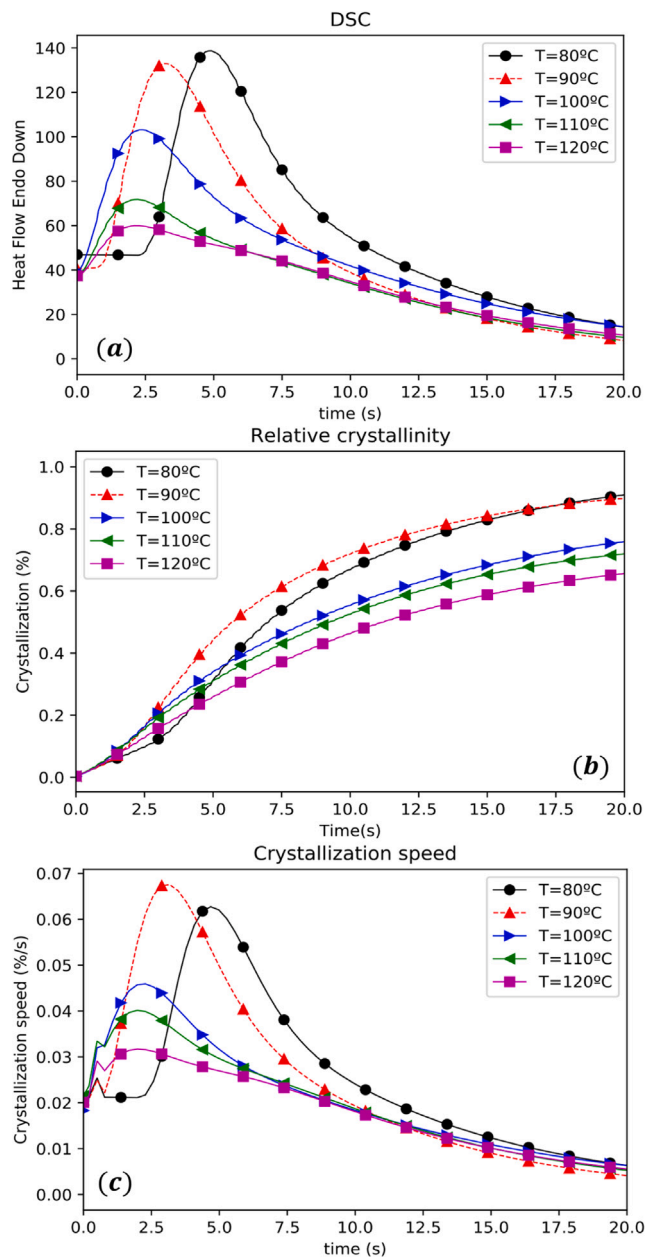 DSC
140
120
100
80
60
40
20
0
Heat Flow Endo Down
T=80ºC
T=90ºC
T=100ºC
T=110ºC
T=120ºC
(a)
0.0 2.5 5.0 7.5 10.0 12.5 15.0 17.5 20.0
time (s)
Relative crystallinity
1.0
0.8
0.6
0.4
0.2
0.0
Crystallization (%)
T=80ºC
T=90ºC
T=100ºC
T=110ºC
T=120ºC
(b)
0.0 2.5 5.0 7.5 10.0 12.5 15.0 17.5 20.0
Time(s)
Crystallization speed
0.07
0.06
0.05
0.04
0.03
0.02
0.01
0.00
Crystallization speed (%/s)
T=80ºC
T=90ºC
T=100ºC
T=110ºC
T=120ºC
(c)
0.0 2.5 5.0 7.5 10.0 12.5 15.0 17.5 20.0
time (s)